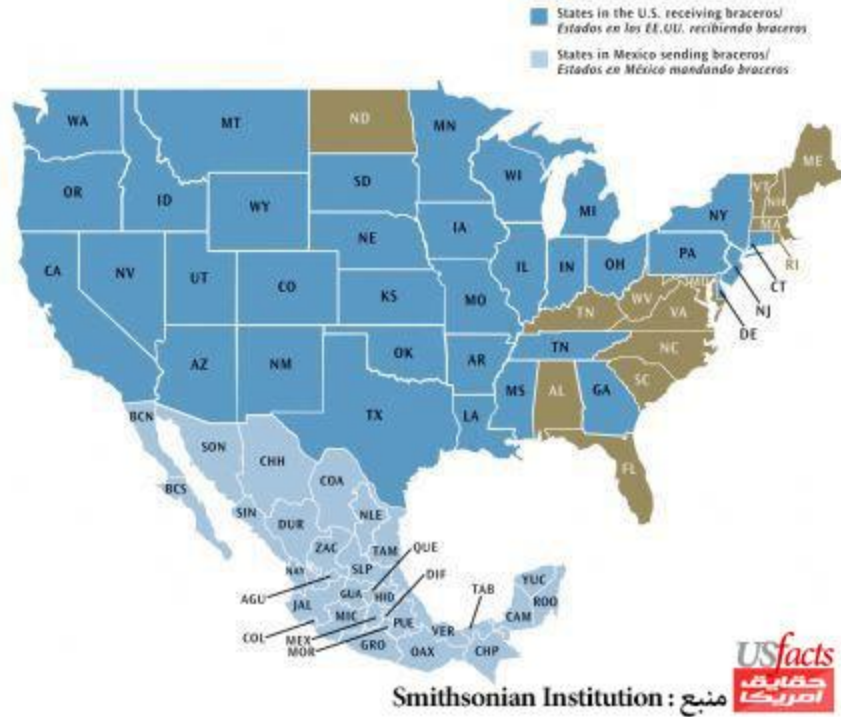 States in the U.S. receiving braceros/
Estados en los EE.UU. recibiendo braceros
States in Mexico sending braceros/
Estados en México mandando braceros
WA
MT
ND
MN
ME
OR
ID
SD
WI
VT
NH
WY
MI
NY
MA
NE
IA
RI
CA
NV
UT
CO
IL
IN
OH
PA
CT
KS
MO
WV
VA
NJ
DE
TN
AZ
NM
OK
AR
TN
NC
SC
TX
LA
MS
AL
GA
FL
BCN
SON
CHH
COA
BCS
SIN
DUR
NLE
ZAC
TAM
QUE
NAY
SLP
DIF
AGU
GUA
HID
TAB
YUC
JAL
MIC
ROO
COL
MEX
MOR
PUE
VER
CAM
GRO
OAX
CHP
USfacts
حقایق
امریکا
منبع : Smithsonian Institution